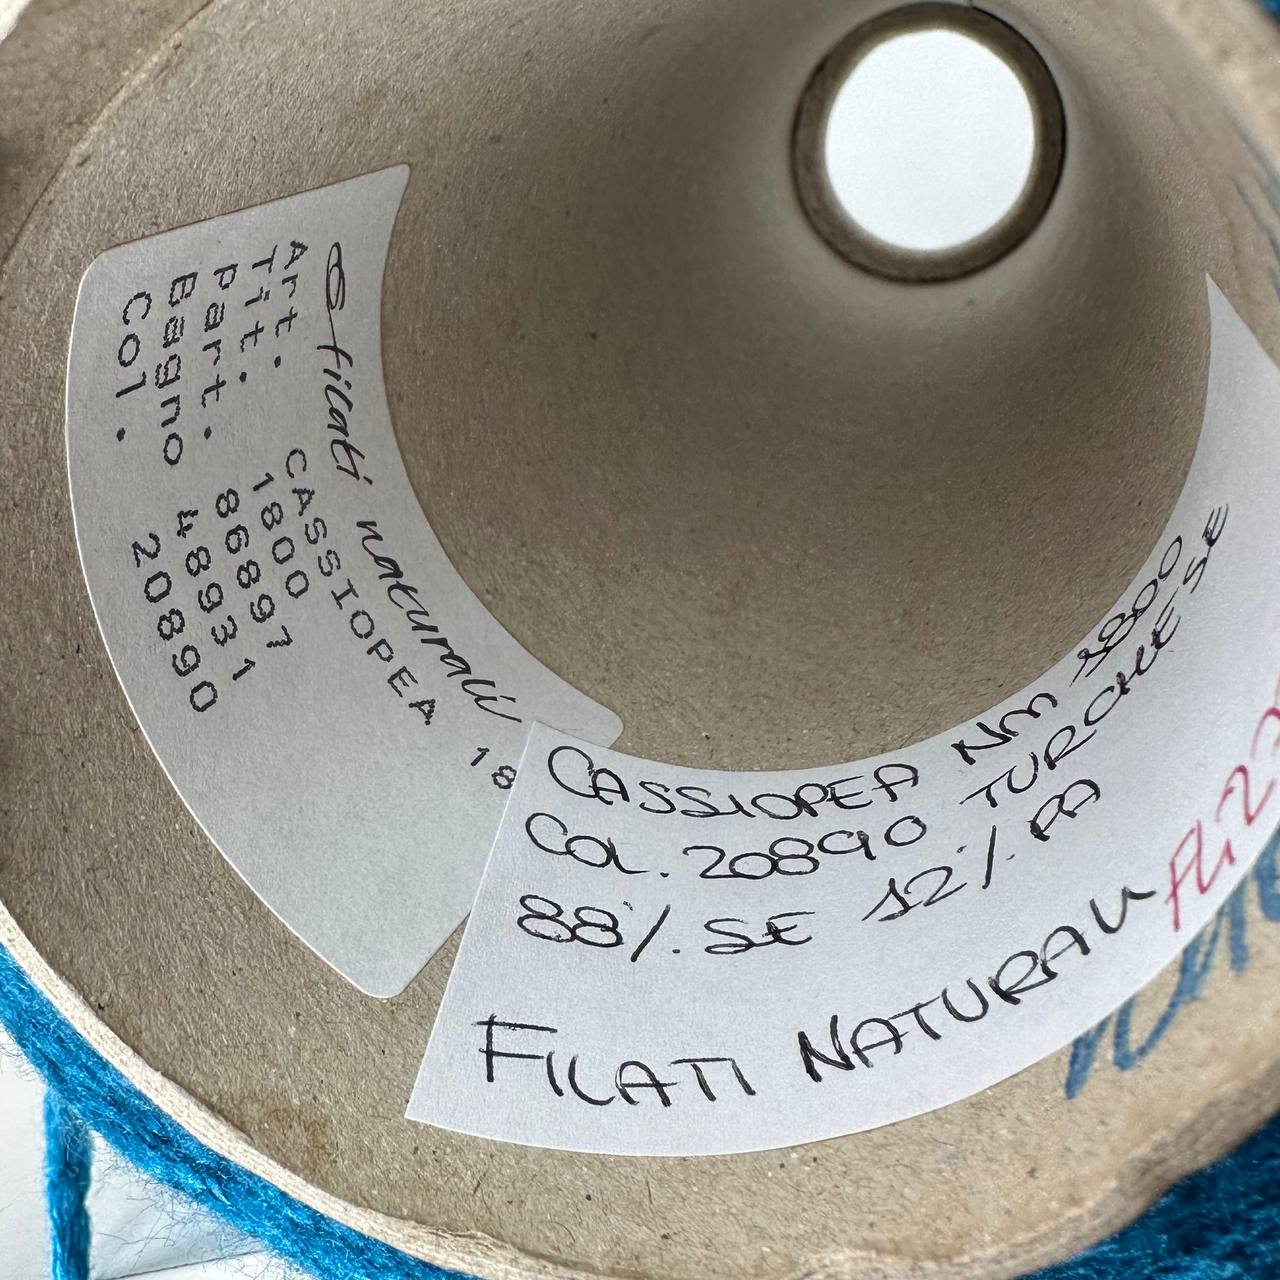 filati naturali
Art. CASSIOPEA 18
Tit. 1800
Part. 86897
Bagno 48931
Col. 20890
CASSIOPEA NM 1800
COL. 20890 TURCHESE
88% SE 12% PA
FILATI NATURALI